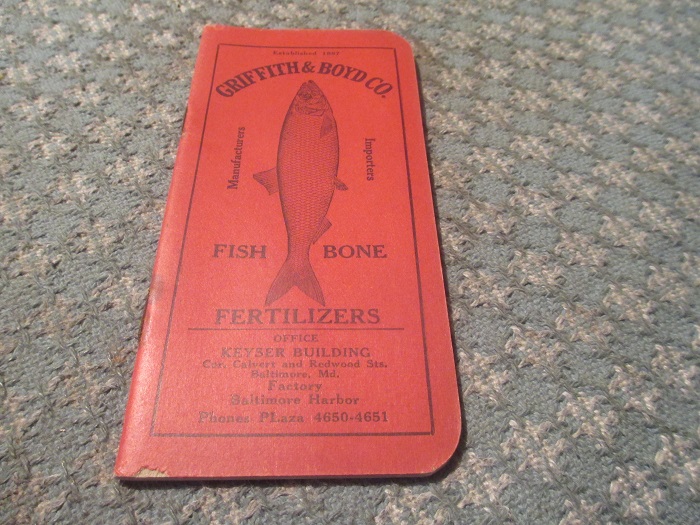 Established
GRIFFITH & BOYD CO.
Manufacturers
Importers
FISH BONE
FERTILIZERS
OFFICE
KEYSER BUILDING
Cor. Calvert and Redwood Sts.
Baltimore, Md.
Factory
Baltimore Harbor
Phones PLaza 4650-4651